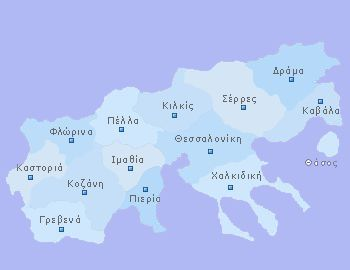 Δράμα
Σέρρες
Κιλκίς
Καβάλα
Πέλλα
Φλώρινα
Θεσσαλονίκη
Ημαθία
Θάσος
Καστοριά
Χαλκιδική
Κοζάνη
Πιερία
Γρεβενά